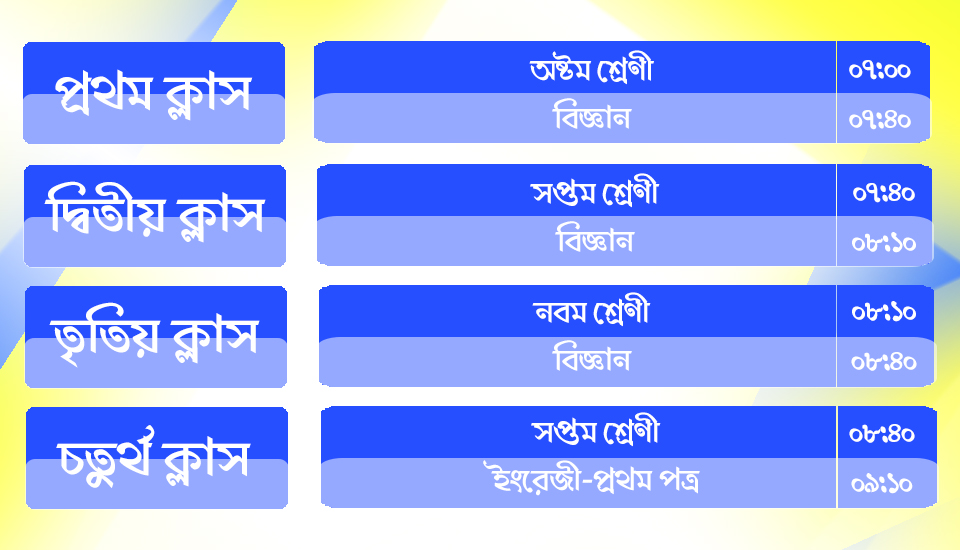 প্রথম ক্লাস
অষ্টম শ্রেণী
০৭:০০
বিজ্ঞান
০৭:৪০
দ্বিতীয় ক্লাস
সপ্তম শ্রেণী
০৭:৪০
বিজ্ঞান
০৮:১০
তৃতিয় ক্লাস
নবম শ্রেণী
০৮:১০
বিজ্ঞান
০৮:৪০
চতুর্থ ক্লাস
সপ্তম শ্রেণী
০৮:৪০
ইংরেজী-প্রথম পত্র
০৯:১০